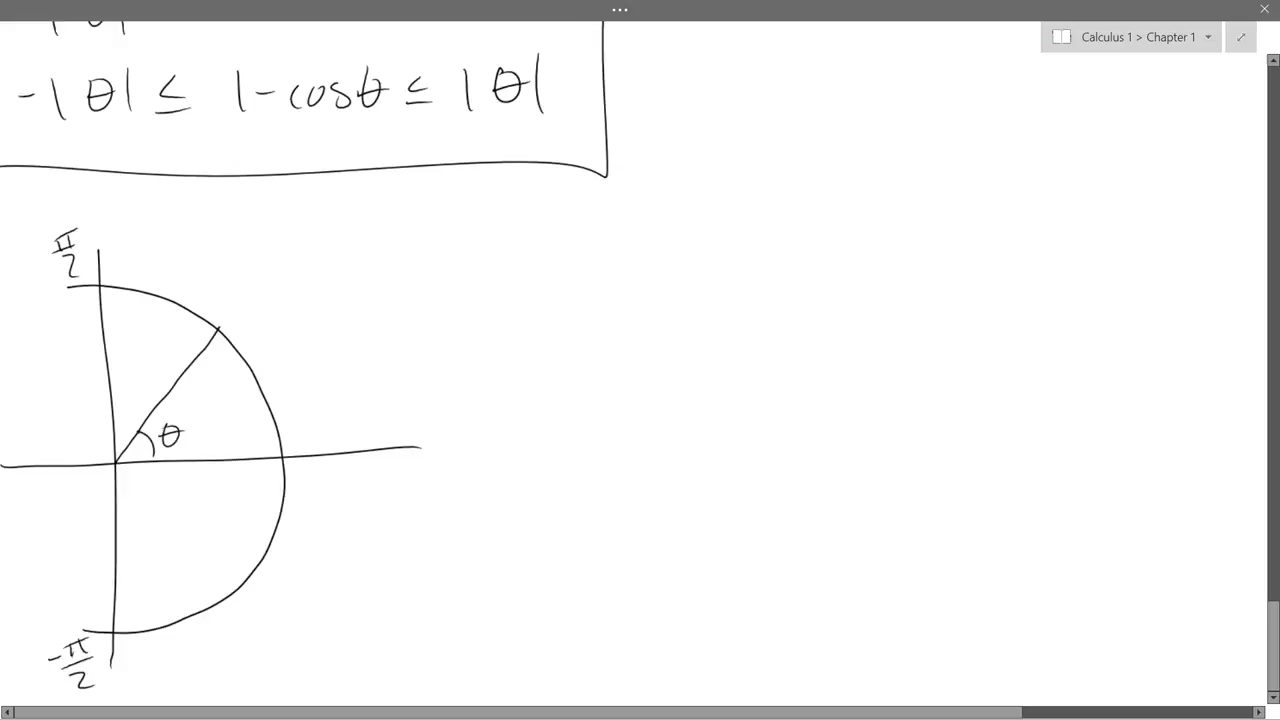 Calculus 1 > Chapter 1
-|θ| ≤ 1-cosθ ≤ |θ|
π/2
θ
-π/2